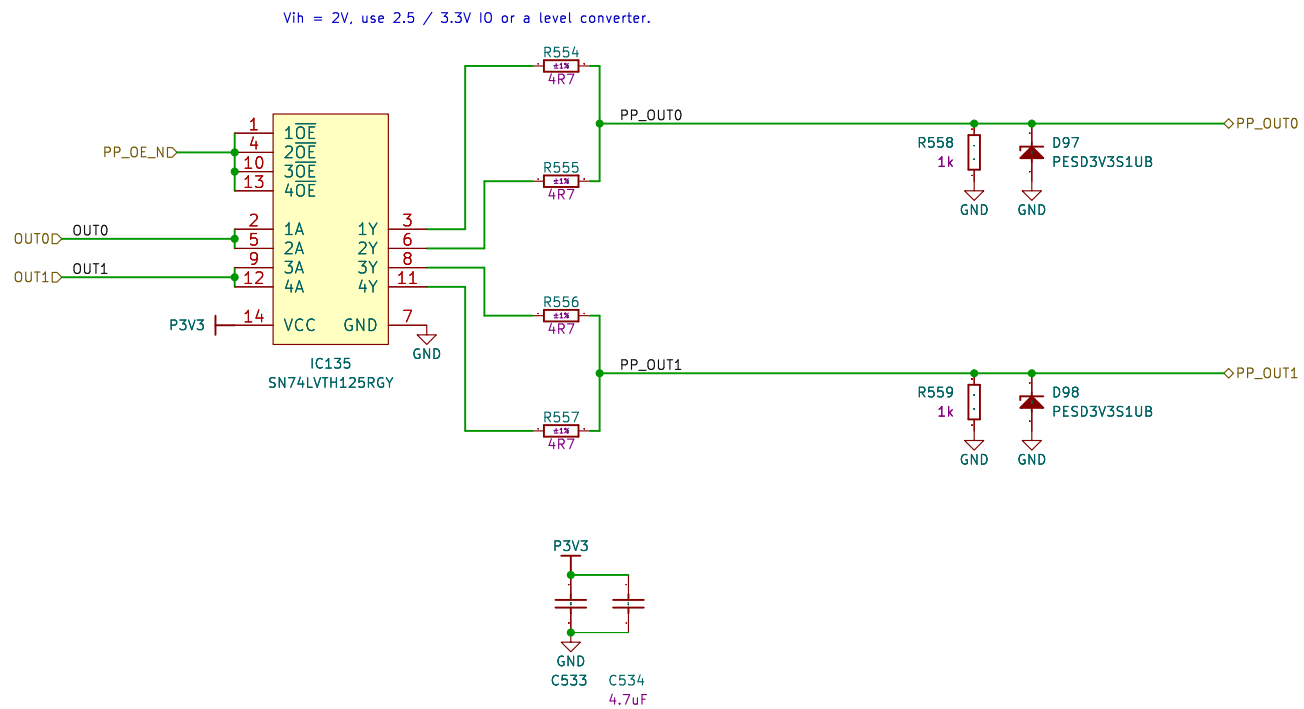 Vih = 2V, use 2.5 / 3.3V IO or a level converter.
R554
±1%
4R7
PP_OUT0
PP_OUT0
R558
1k
GND
D97
PESD3V3S1UB
GND
R555
±1%
4R7
PP_OE_N
1 1OE
4 2OE
10 3OE
13 4OE
OUT0 OUT0
2 1A 1Y 3
5 2A 2Y 6
OUT1 OUT1
9 3A 3Y 8
12 4A 4Y 11
P3V3 14 VCC GND 7
GND
IC135
SN74LVTH125RGY
R556
±1%
4R7
PP_OUT1
PP_OUT1
R559
1k
GND
D98
PESD3V3S1UB
GND
R557
±1%
4R7
P3V3
GND
C533
C534
4.7uF